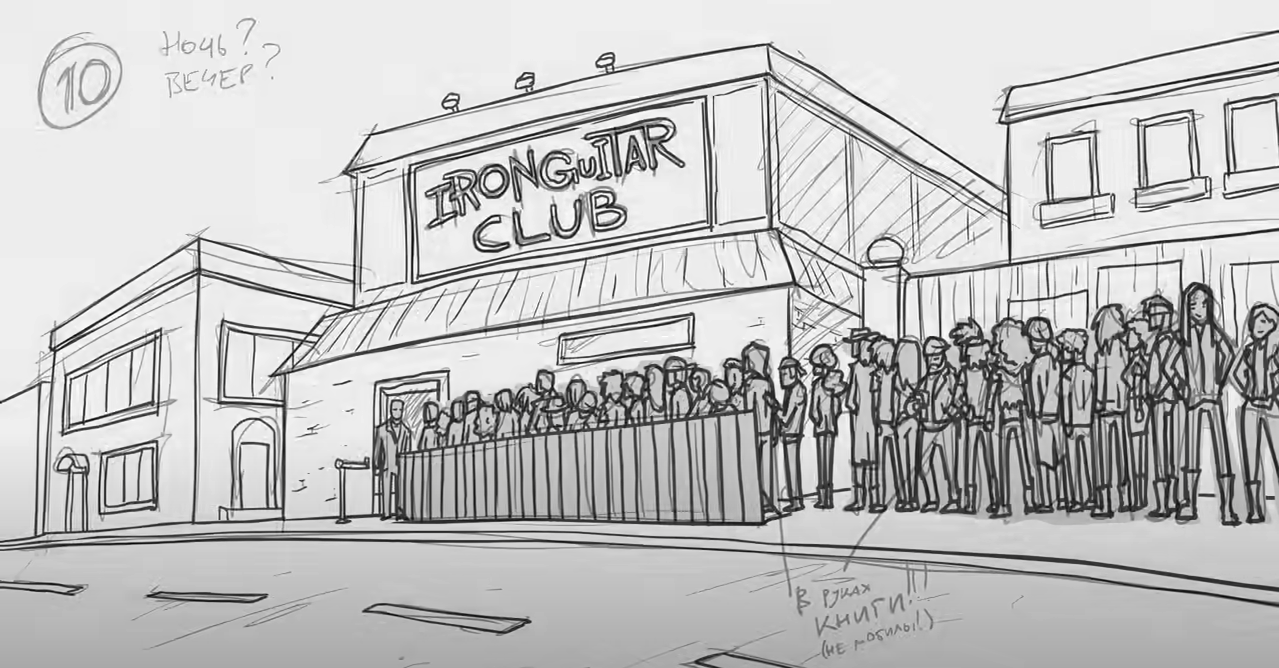 10
Ночь?
ВЕЧЕР?
IRONGUITAR
CLUB
В РУКАХ
КНИГИ!!!
(НЕ МОБИЛЫ!)